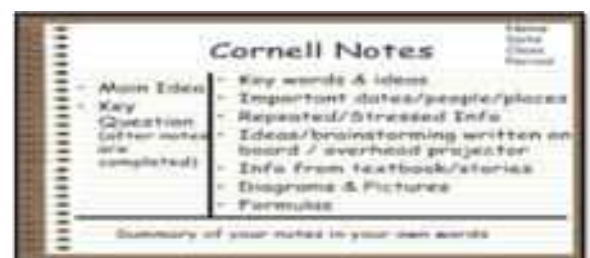 Name
Date
Class
Period
Cornell Notes
- Main Idea
- Key
Question
(after notes
are
completed)
- Key words & ideas
- Important dates/people/places
- Repeated/Stressed Info
- Ideas/brainstorming written on
board / overhead projector
- Info from textbook/stories
- Diagrams & Pictures
- Formulas
Summary of your notes in your own words